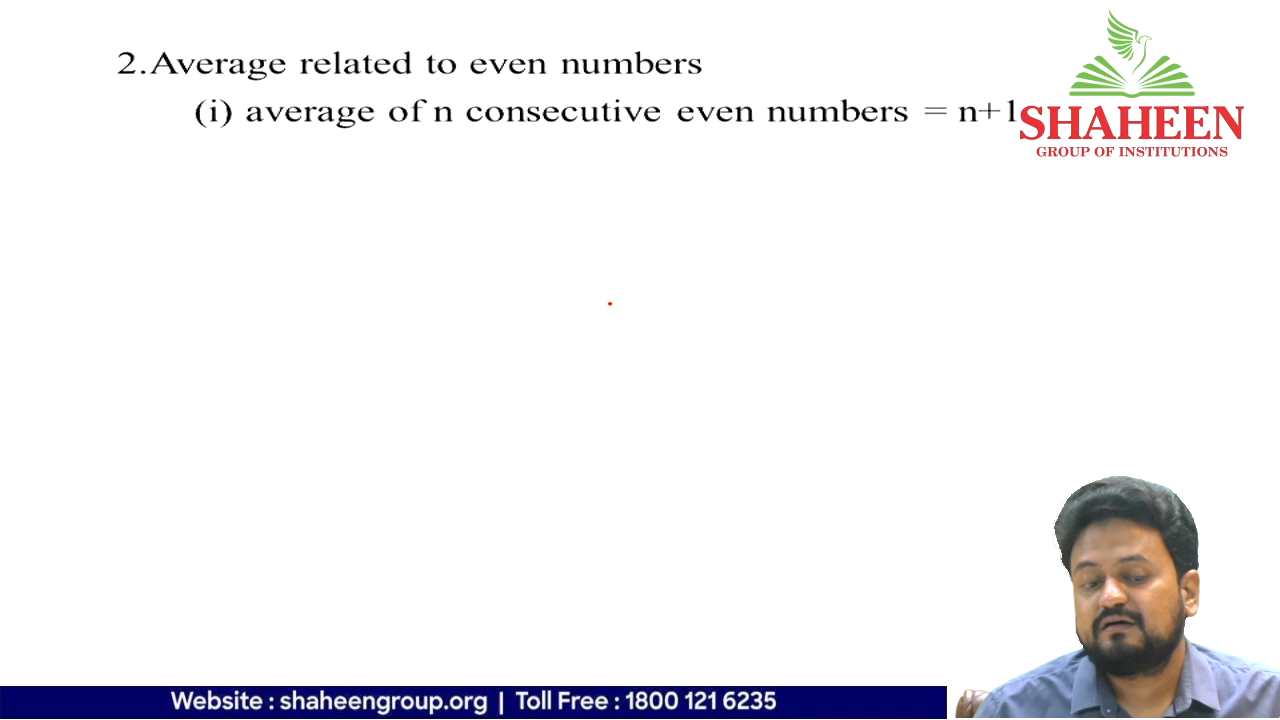 2.Average related to even numbers
(i) average of n consecutive even numbers = n+1
SHAHEEN
GROUP OF INSTITUTIONS
Website : shaheengroup.org | Toll Free : 1800 121 6235